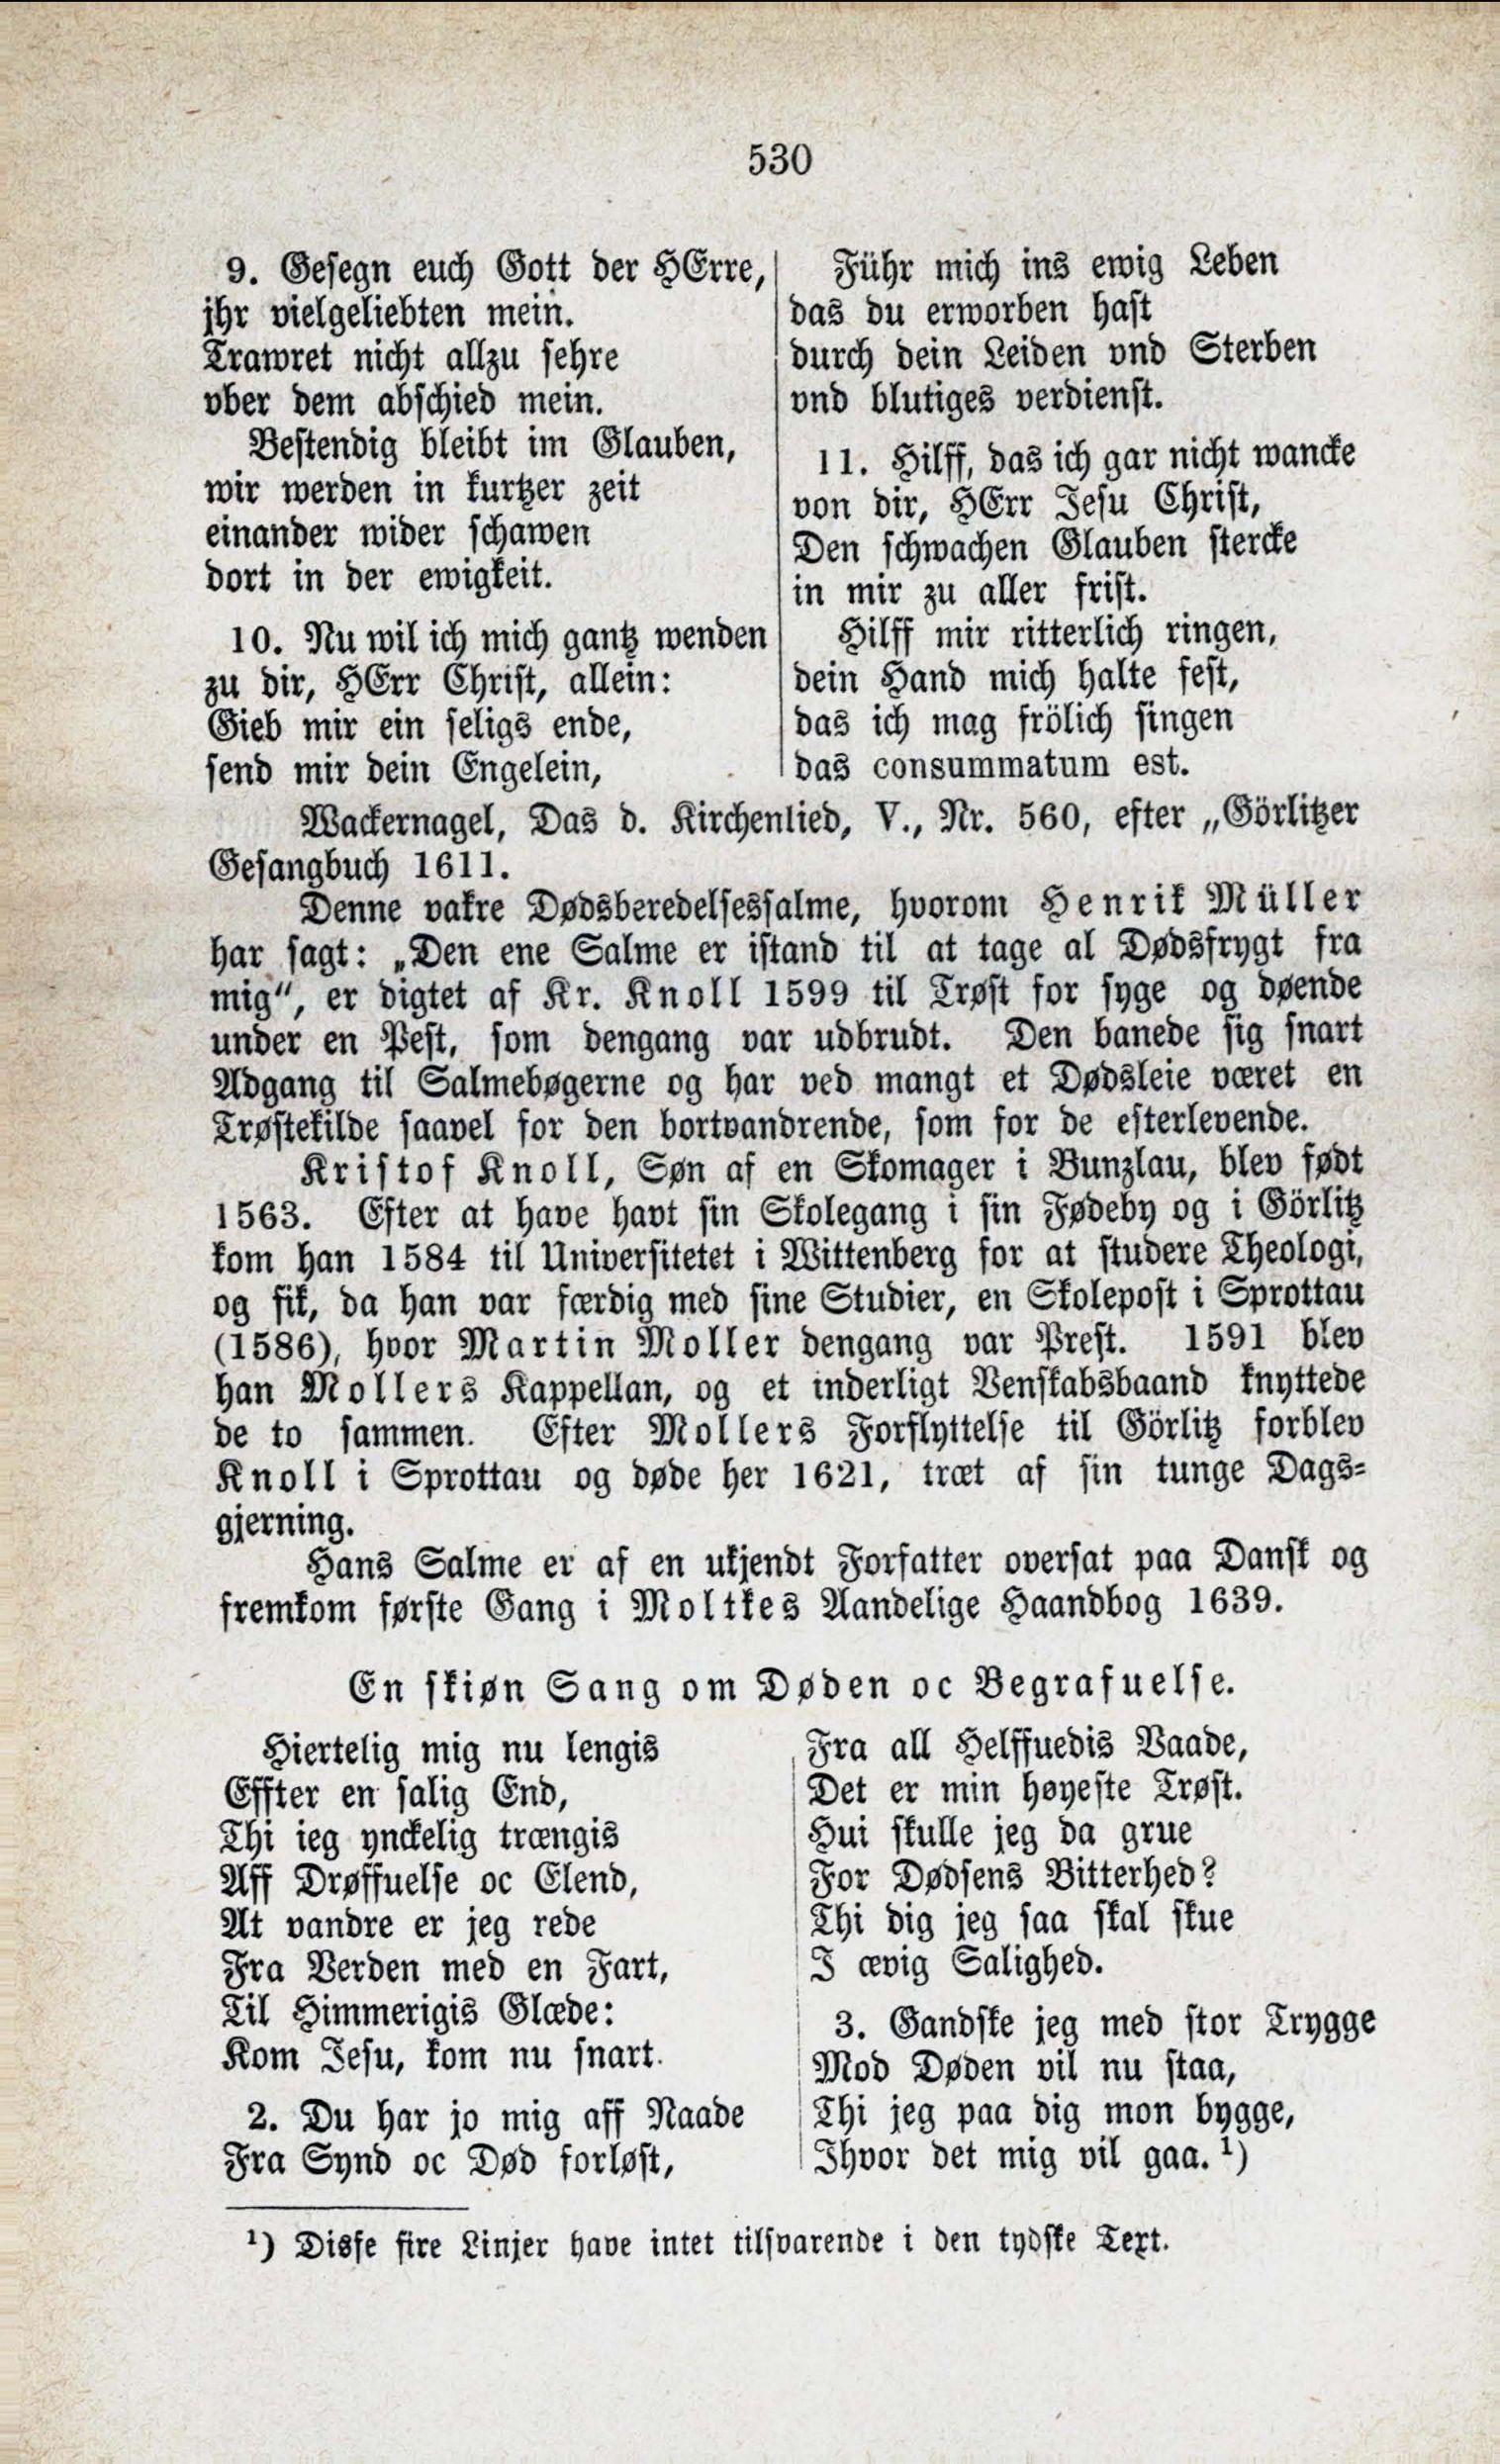 530
9. Gesegn euch Gott der HErre,
jhr vielgeliebten mein.
Trawret nicht allzu sehre
vber dem abschied mein.
Bestendig bleibt im Glauben,
wir werden in kurtzer zeit
einander wider schawen
dort in der ewigkeit.
10. Nu wil ich mich gantz wenden
zu dir, HErr Christ, allein:
Gieb mir ein seligs ende,
send mir dein Engelein,
Führ mich ins ewig Leben
das du erworben hast
durch dein Leiden vnd Sterben
vnd blutiges verdienst.
11. Hilff, das ich gar nicht wancke
von dir, HErr Jesu Christ,
Den schwachen Glauben stercke
in mir zu aller frist.
Hilff mir ritterlich ringen,
dein Hand mich halte fest,
das ich mag frölich singen
das consummatum est.
Wackernagel, Das d. Kirchenlied, V., Nr. 560, efter „Görlitzer
Gesangbuch 1611.
Denne vakre Dødsberedelsessalme, hvorom Henrik Müller
har sagt: „Den ene Salme er istand til at tage al Dødsfrygt fra
mig“, er digtet af Kr. Knoll 1599 til Trøst for syge og døende
under en Pest, som dengang var udbrudt. Den banede sig snart
Adgang til Salmebøgerne og har ved mangt et Dødsleie været en
Trøstekilde saavel for den bortvandrende, som for de efterlevende.
Kristof Knoll, Søn af en Skomager i Bunzlau, blev født
1563. Efter at have havt sin Skolegang i sin Fødeby og i Görlitz
kom han 1584 til Universitetet i Wittenberg for at studere Theologi,
og fik, da han var færdig med sine Studier, en Skolepost i Sprottau
(1586), hvor Martin Moller dengang var Prest. 1591 blev
han Mollers Kappellan, og et inderligt Venskabsbaand knyttede
de to sammen. Efter Mollers Forflyttelse til Görlitz forblev
Knoll i Sprottau og døde her 1621, træt af sin tunge Dags-
gjerning.
Hans Salme er af en ukjendt Forfatter oversat paa Dansk og
fremkom første Gang i Moltkes Aandelige Haandbog 1639.
En skiøn Sang om Døden oc Begrafuelse.
Hiertelig mig nu lengis
Effter en salig End,
Thi ieg ynckelig trængis
Aff Drøffuelse oc Elend,
At vandre er jeg rede
Fra Verden med en Fart,
Til Himmerigis Glæde:
Kom Jesu, kom nu snart.
2. Du har jo mig aff Naade
Fra Synd oc Død forløst,
Fra all Helffuedis Vaade,
Det er min høyeste Trøst.
Hui skulle jeg da grue
For Dødsens Bitterhed?
Thi dig jeg saa skal skue
I ævig Salighed.
3. Gandske jeg med stor Trygge
Mod Døden vil nu staa,
Thi jeg paa dig mon bygge,
Ihvor det mig vil gaa. ¹)
¹) Disse fire Linjer have intet tilsvarende i den tydske Text.